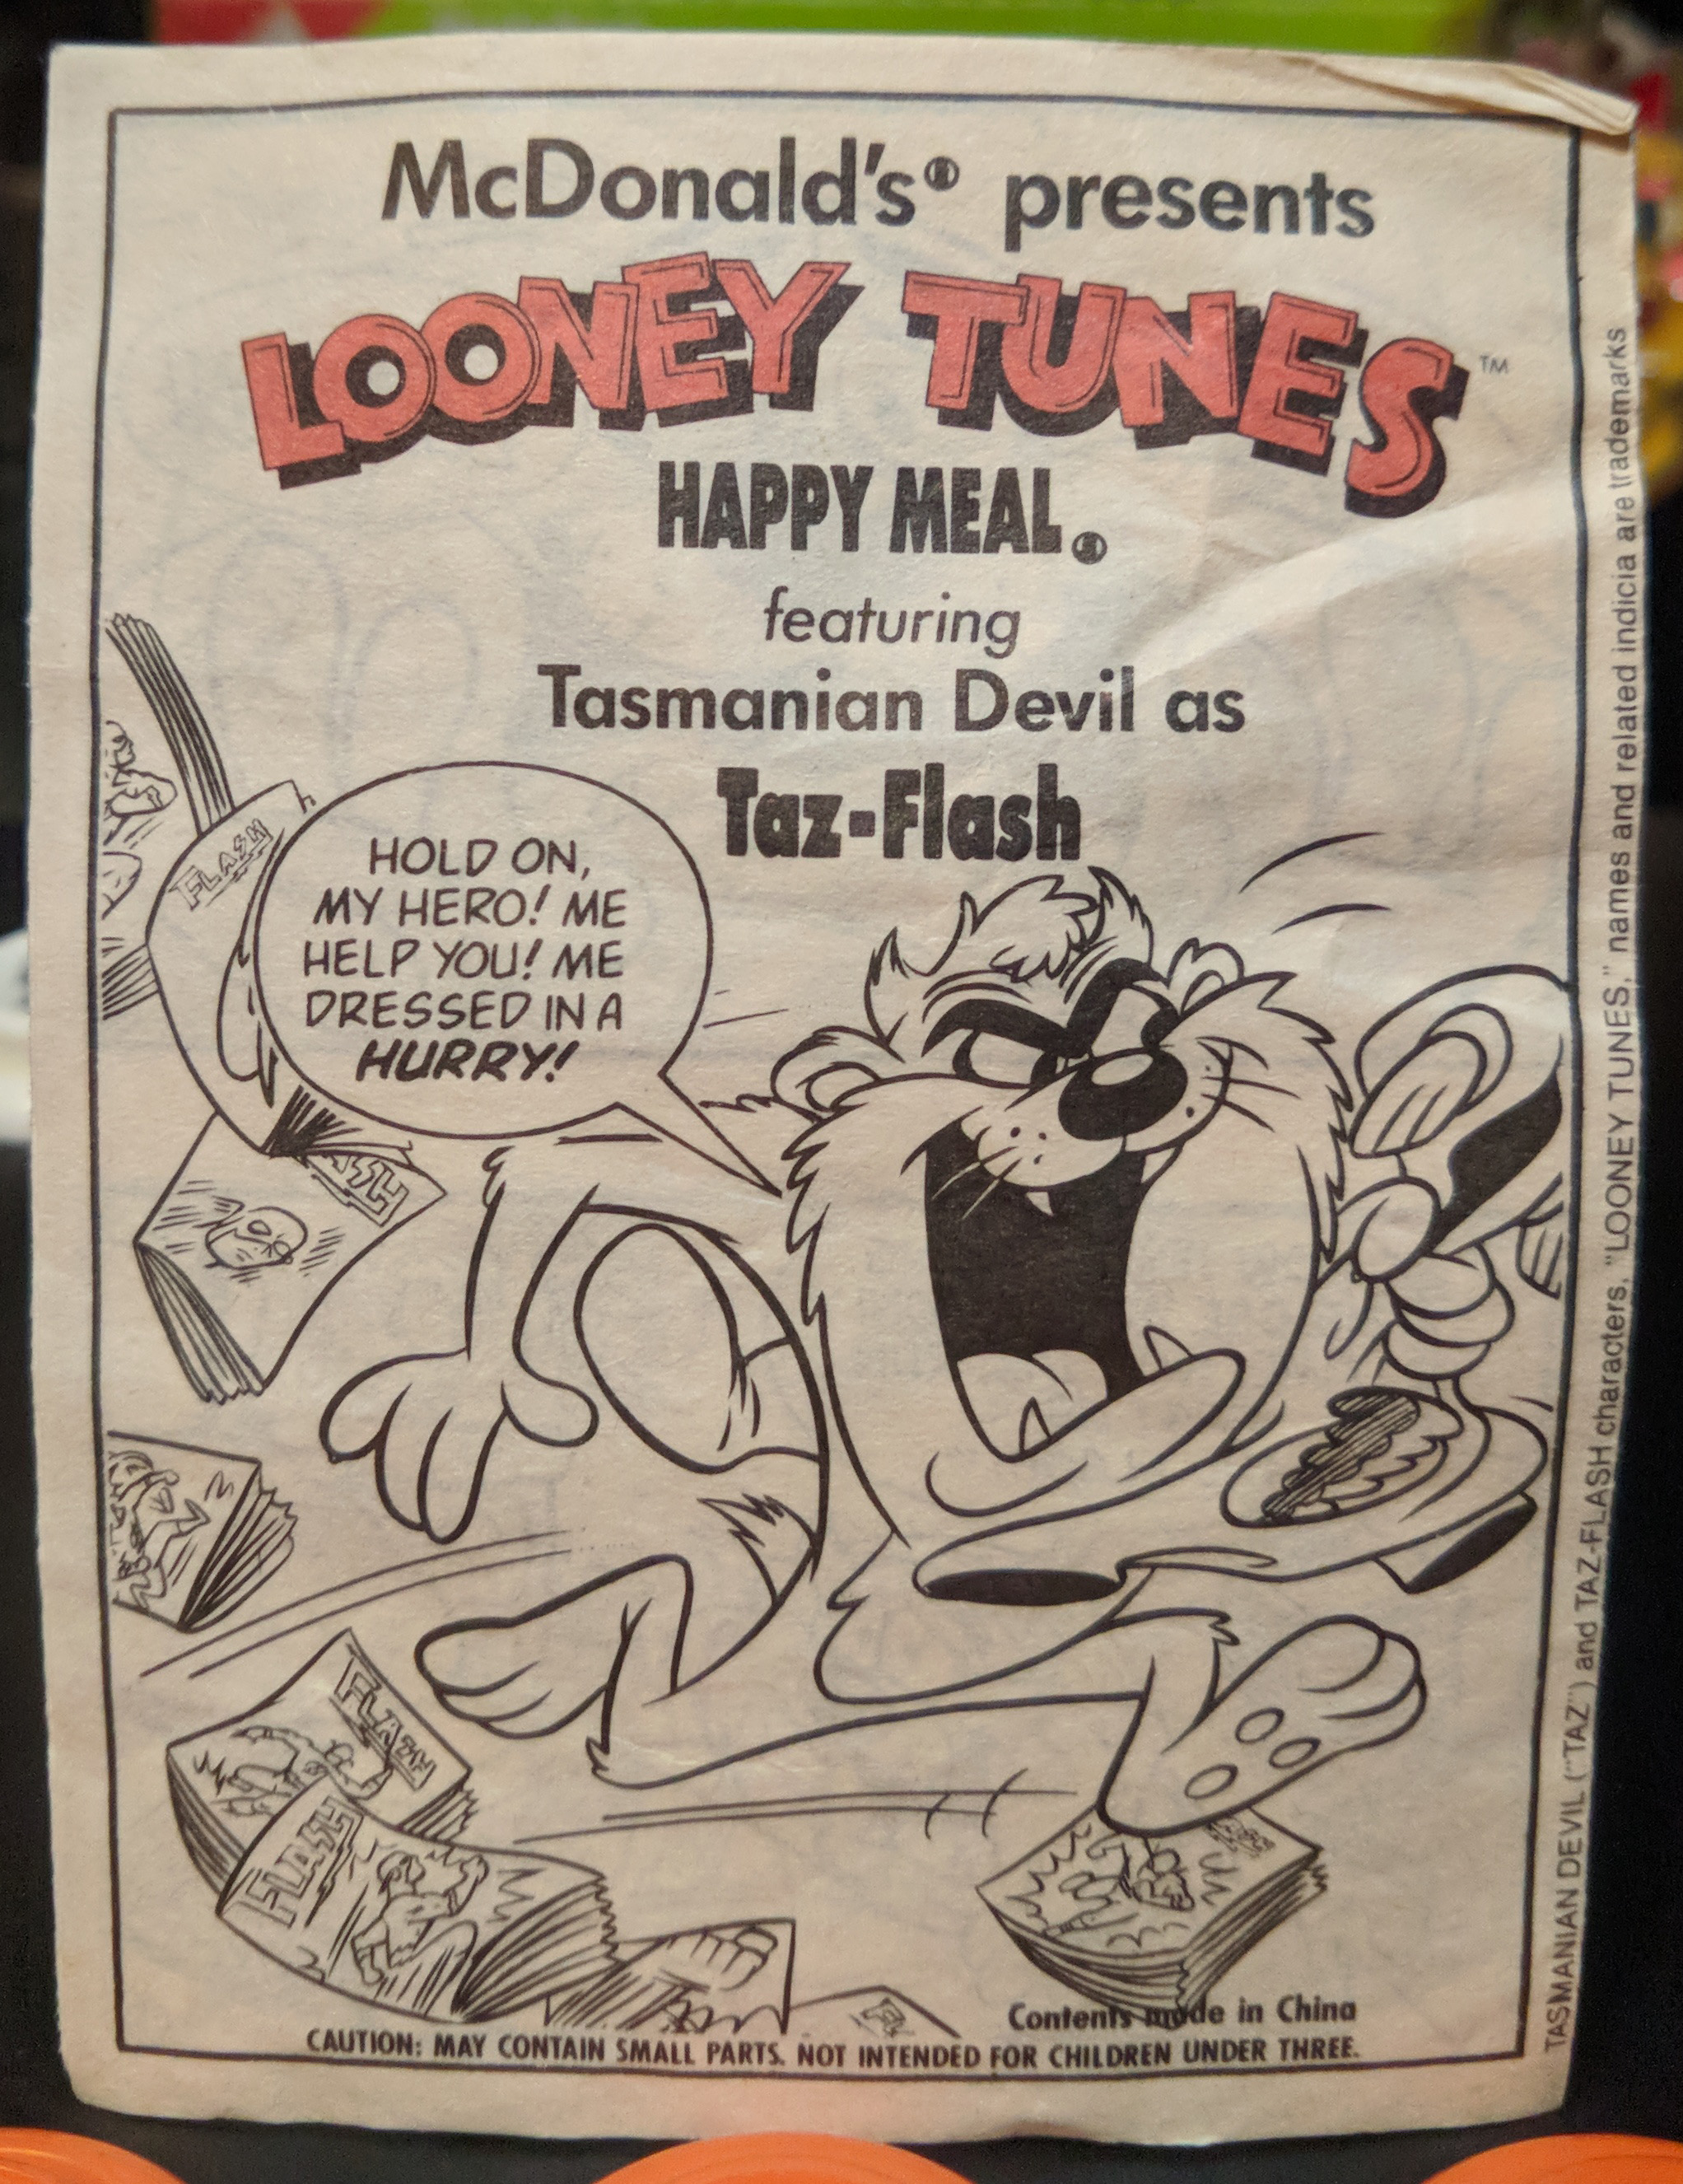 McDonald's® presents
LOONEY TUNES™
HAPPY MEAL®
featuring
Tasmanian Devil as
Taz-Flash
HOLD ON,
MY HERO! ME
HELP YOU! ME
DRESSED IN A
HURRY!
FLASH
ASH
FLASH
FLASH
Contents made in China
CAUTION: MAY CONTAIN SMALL PARTS. NOT INTENDED FOR CHILDREN UNDER THREE.
TASMANIAN DEVIL ("TAZ") and TAZ-FLASH characters, "LOONEY TUNES," names and related indicia are trademarks